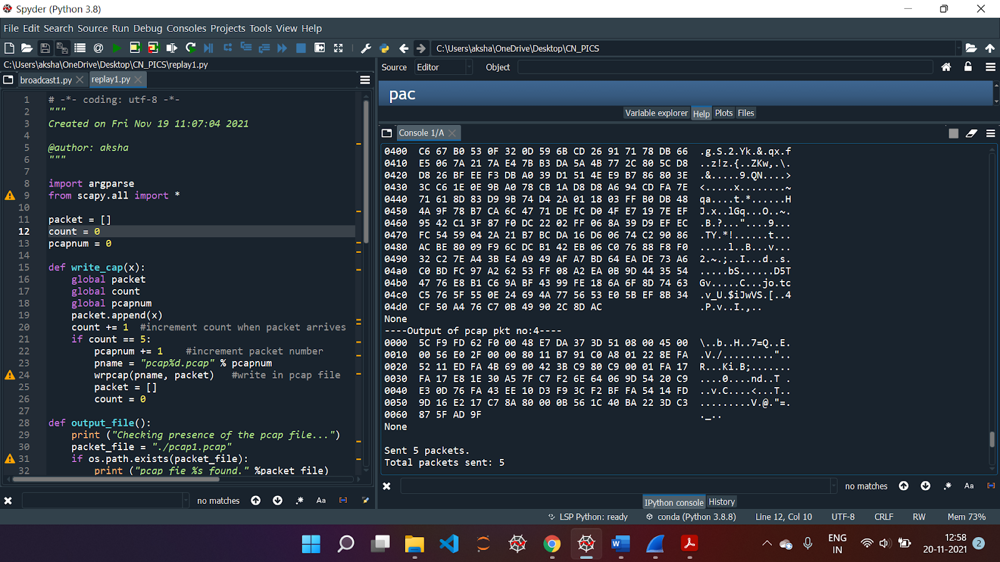 Spyder (Python 3.8)
File Edit Search Source Run Debug Consoles Projects Tools View Help
C:\Users\aksha\OneDrive\Desktop\CN_PICS
C:\Users\aksha\OneDrive\Desktop\CN_PICS\replay1.py
broadcast1.py
replay1.py
1 # -*- coding: utf-8 -*-
2 """
3 Created on Fri Nov 19 11:07:04 2021
4
5 @author: aksha
6 """
7
8 import argparse
9 from scapy.all import *
10
11 packet = []
12 count = 0
13 pcapnum = 0
14
15 def write_cap(x):
16     global packet
17     global count
18     global pcapnum
19     packet.append(x)
20     count += 1  #increment count when packet arrives
21     if count == 5:
22         pcapnum += 1    #increment packet number
23         pname = "pcap%d.pcap" % pcapnum
24         wrpcap(pname, packet)   #write in pcap file
25         packet = []
26         count = 0
27
28 def output_file():
29     print ("Checking presence of the pcap file...")
30     packet_file = "./pcap1.pcap"
31     if os.path.exists(packet_file):
32         print ("pcap fie %s found." %packet_file)
no matches
Aa
Source Editor Object
pac
Variable explorer Help Plots Files
Console 1/A
0400  C6 67 B0 53 0F 32 0D 59 6B CD 26 91 71 78 DB 66  .g.S.2.Yk.&.qx.f
0410  E5 06 7A 21 7A E4 7B B3 DA 5A 4B 77 2C 80 5C D8  ..z!z.{..ZKw,.\.
0420  D8 26 BF EE F3 DB A0 39 D1 51 4E E9 B7 86 80 3E  .&.....9.QN....>
0430  3C C6 1E 0E 9B A0 78 CB 1A D8 D8 A6 94 CD FA 7E  <.....x........~
0440  71 61 8D 83 D9 9B 74 D4 2A 01 18 03 FF B0 DB 48  qa....t.*......H
0450  4A 9F 78 B7 CA 6C 47 71 DE FC D0 4F E7 19 7E EF  J.x..lGq...O..~.
0460  95 42 C1 3F 87 F0 DC 22 02 FF 06 8A 39 D9 EF EC  .B.?..."....9...
0470  FC 54 59 04 2A 21 B7 BC DA 16 D6 06 74 C2 90 86  .TY.*!......t...
0480  AC BE 80 09 F9 6C DC B1 42 EB 06 C0 76 88 F8 F0  .....l..B...v...
0490  32 C2 7E A4 3B E4 A9 49 AF A7 BD 64 EA DE 73 A6  2.~.;..I...d..s.
04a0  C0 BD FC 97 A2 62 53 FF 08 A2 EA 0B 9D 44 35 54  .....bS......D5T
04b0  47 76 E8 B1 C6 9A BF 43 99 FE 18 6A 6F 8D 74 63  Gv.....C...jo.tc
04c0  C5 76 5F 55 0E 24 69 4A 77 56 53 E0 5B EF 8B 34  .v_U.$iJwVS.[..4
04d0  CF 50 A4 76 C7 0B 49 90 2C 8D AC  .P.v..I.,..
None
----Output of pcap pkt no:4----
0000  5C F9 FD 62 F0 00 48 E7 DA 37 3D 51 08 00 45 00  \..b..H..7=Q..E.
0010  00 56 E0 2F 00 00 80 11 B7 91 C0 A8 01 22 8E FA  .V./........."..
0020  52 11 ED FA 4B 69 00 42 3B C9 80 C9 00 01 FA 17  R...Ki.B;.......
0030  FA 17 E8 1E 30 A5 7F C7 F2 6E 64 06 9D 54 20 C9  ....0....nd..T .
0040  E3 0D 76 FA 43 EE 10 D3 F9 3C F2 BF FA 54 14 FD  ..v.C....<...T..
0050  9D 16 E2 17 C7 8A 80 00 0B 56 1C 40 BA 22 3D C3  .........V.@."=.
0060  87 5F AD 9F  ._..
None
Sent 5 packets.
Total packets sent: 5
no matches
Aa
IPython console History
LSP Python: ready conda (Python 3.8.8) Line 12, Col 10 UTF-8 CRLF RW Mem 73%
ENG
IN
12:58
20-11-2021
2